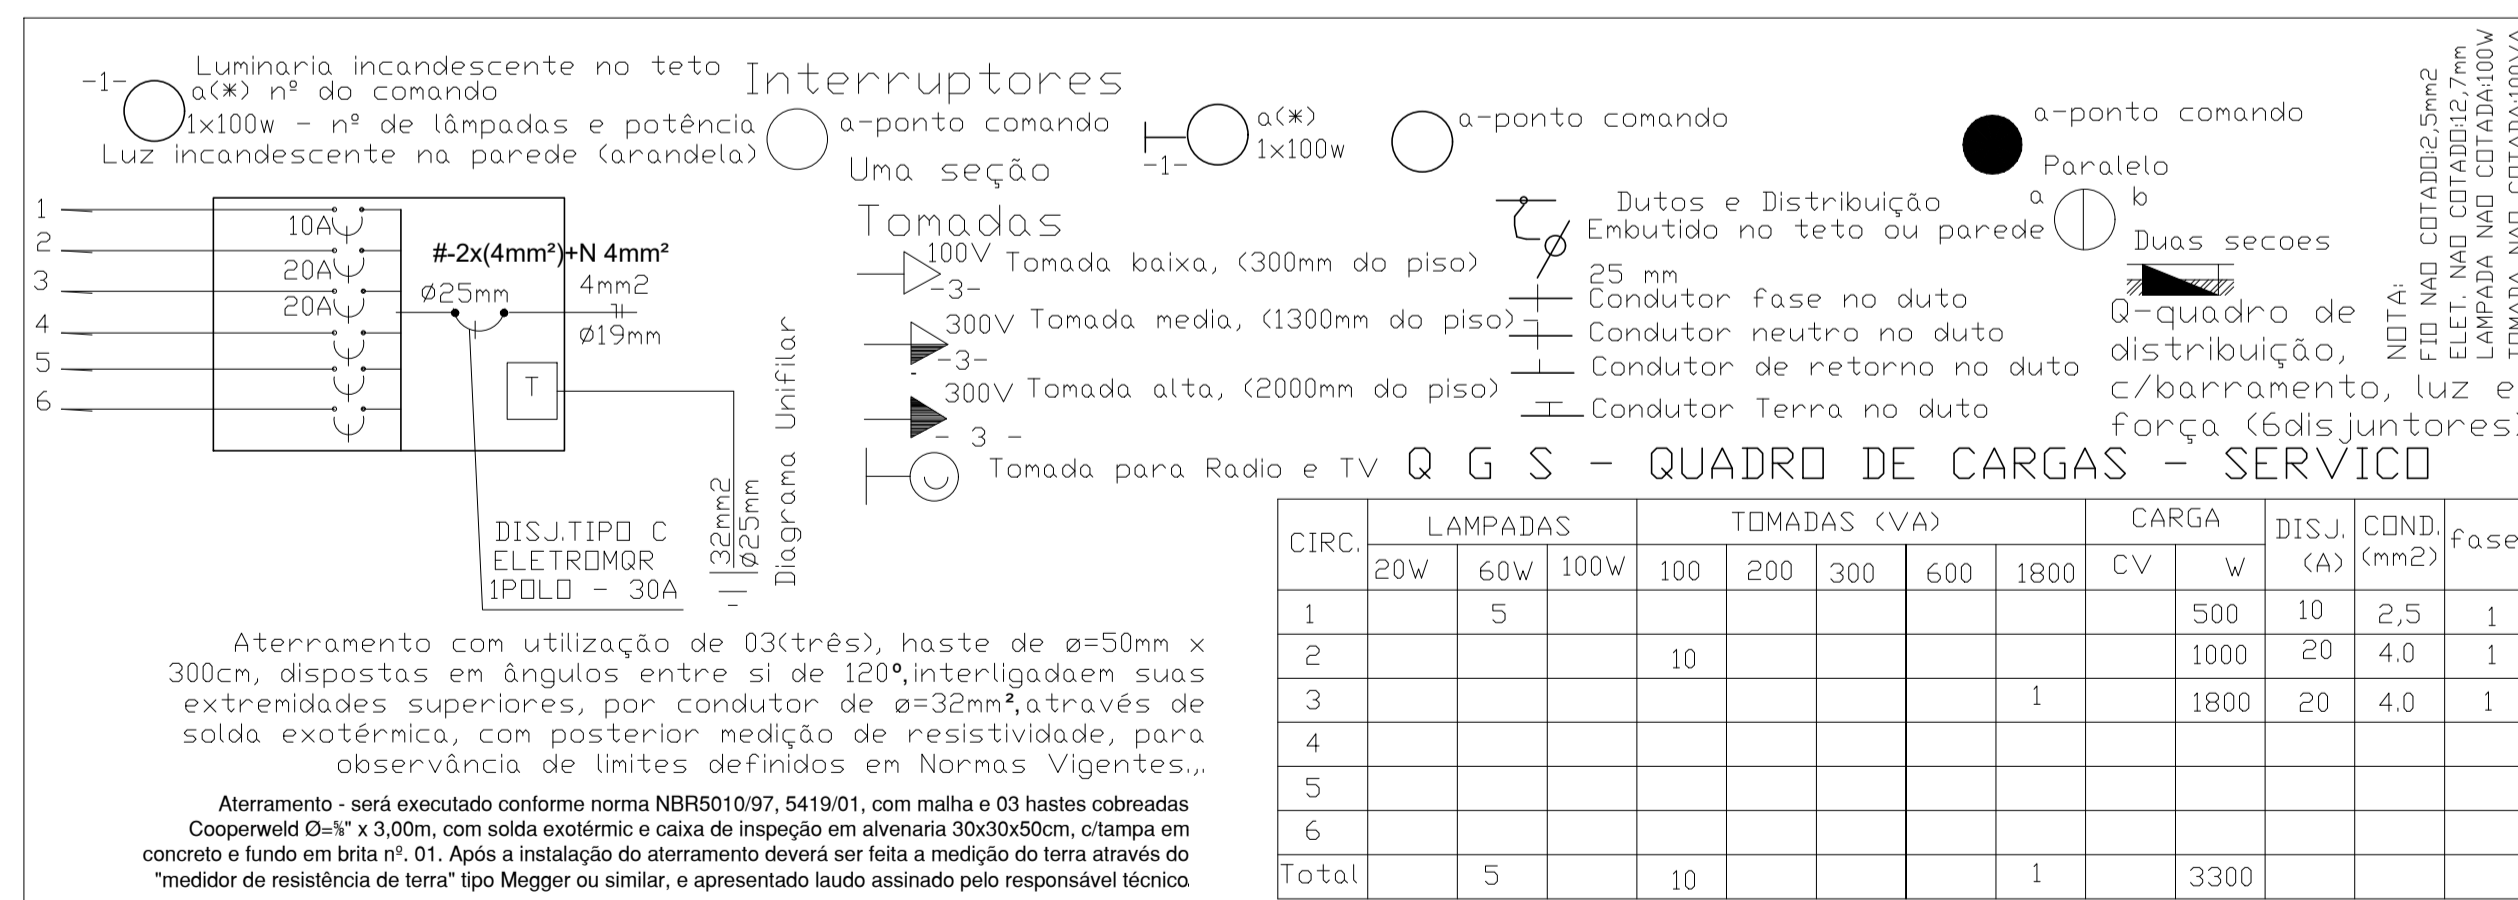 -1-
Luminaria incandescente no teto
a(*) nº do comando
1x100w - nº de lâmpadas e potência
Luz incandescente na parede (arandela)
Interruptores
a-ponto comando
Uma seção
-1-
a(*)
1x100w
a-ponto comando
a-ponto comando
Paralelo
a
b
Duas secoes
Q-quadro de
distribuição,
c/barramento, luz e
força (6disjuntores)
NOTA:
FIO NAO COTADO:2,5mm2
ELET. NAO COTADO:12,7mm
LAMPADA NAO COTADA:100W
TOMADA NAO COTADA:100VA
1
2
3
4
5
6
10A
20A
20A
#-2x(4mm²)+N 4mm²
Ø25mm
4mm2
Ø19mm
T
32mm2
Ø25mm
Diagrama Unifilar
DISJ.TIPO C
ELETROMQR
1POLO - 30A
Tomadas
100V Tomada baixa, (300mm do piso)
-3-
300V Tomada media, (1300mm do piso)
-3-
300V Tomada alta, (2000mm do piso)
- 3 -
Tomada para Radio e TV
Dutos e Distribuição
Embutido no teto ou parede
25 mm
Condutor fase no duto
Condutor neutro no duto
Condutor de retorno no duto
Condutor Terra no duto
Aterramento com utilização de 03(três), haste de ø=50mm x
300cm, dispostas em ângulos entre si de 120º,interligadaem suas
extremidades superiores, por condutor de ø=32mm²,através de
solda exotérmica, com posterior medição de resistividade, para
observância de limites definidos em Normas Vigentes.,.
Aterramento - será executado conforme norma NBR5010/97, 5419/01, com malha e 03 hastes cobreadas
Cooperweld Ø=⅝" x 3,00m, com solda exotérmic e caixa de inspeção em alvenaria 30x30x50cm, c/tampa em
concreto e fundo em brita nº. 01. Após a instalação do aterramento deverá ser feita a medição do terra através do
"medidor de resistência de terra" tipo Megger ou similar, e apresentado laudo assinado pelo responsável técnico.
Q G S - QUADRO DE CARGAS - SERVICO
CIRC. LAMPADAS TOMADAS (VA) CARGA DISJ. (A) COND. (mm2) fase
20W 60W 100W 100 200 300 600 1800 CV W
1 5 500 10 2,5 1
2 10 1000 20 4.0 1
3 1 1800 20 4.0 1
4
5
6
Total 5 10 1 3300